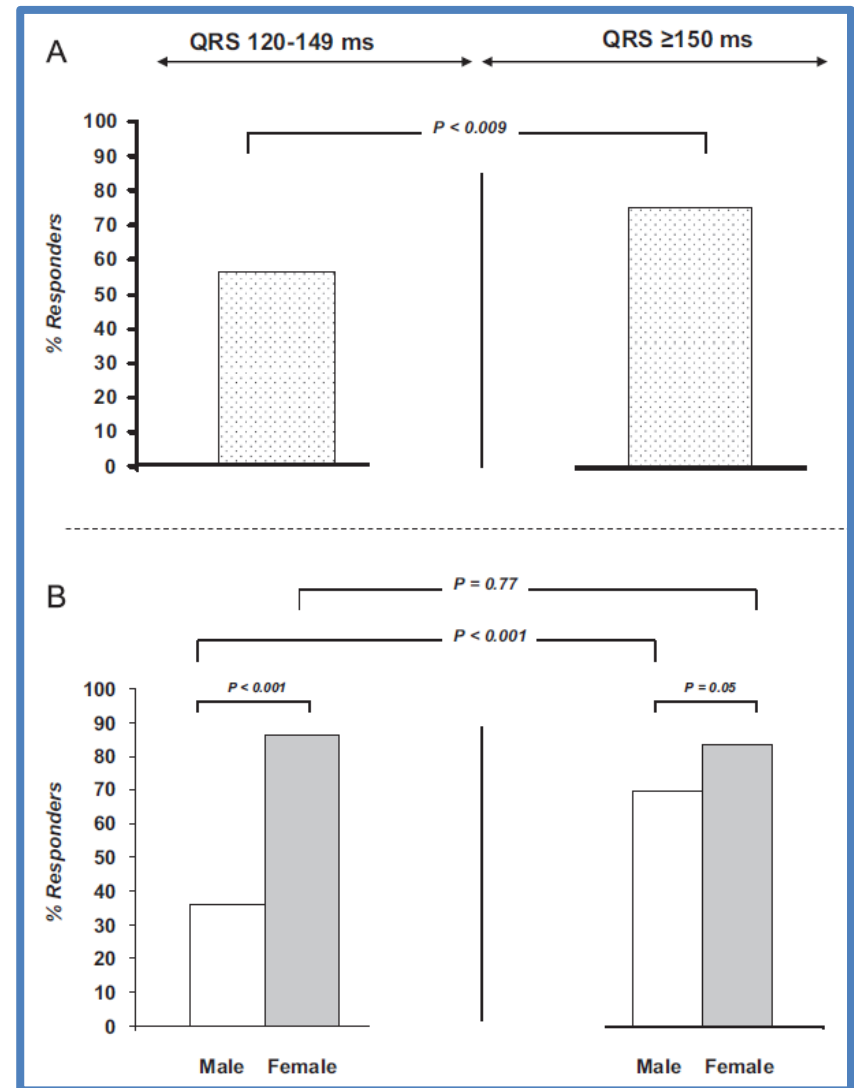 A
QRS 120-149 ms
QRS ≥150 ms
P < 0.009
% Responders
100
90
80
70
60
50
40
30
20
10
0
B
P = 0.77
P < 0.001
P < 0.001
P = 0.05
% Responders
100
90
80
70
60
50
40
30
20
10
0
Male Female
Male Female